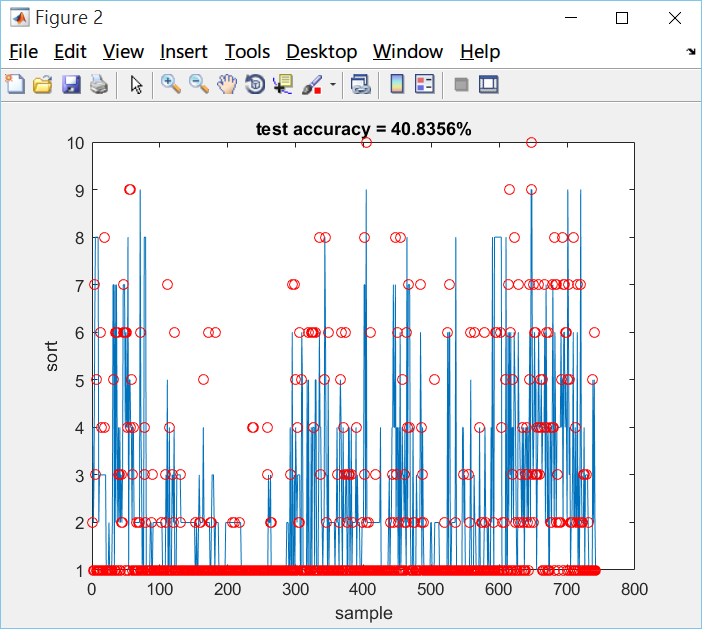 Figure 2
File Edit View Insert Tools Desktop Window Help
test accuracy = 40.8356%
10
9
8
7
6
5
4
3
2
1
sort
0 100 200 300 400 500 600 700 800
sample